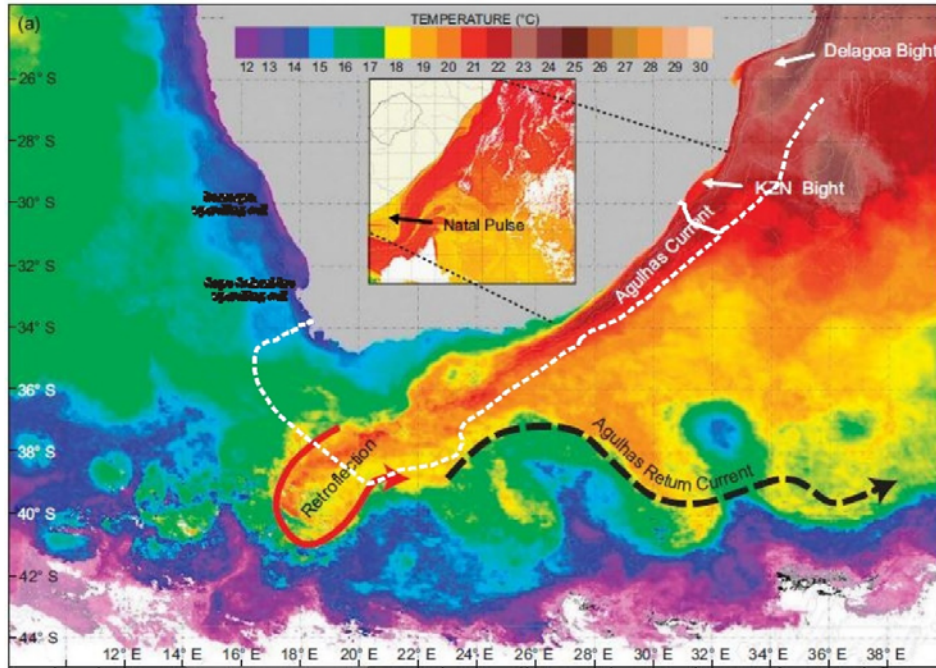 (a)
TEMPERATURE (°C)
12 13 14 15 16 17 18 19 20 21 22 23 24 25 26 27 28 29 30
Delagoa Bight
26° S
28° S
KZN Bight
30° S
Natal Pulse
Agulhas Current
32° S
34° S
36° S
38° S
Retroflection
Agulhas Return Current
40° S
42° S
44° S
12° E 14° E 16° E 18° E 20° E 22° E 24° E 26° E 28° E 30° E 32° E 34° E 36° E 38° E